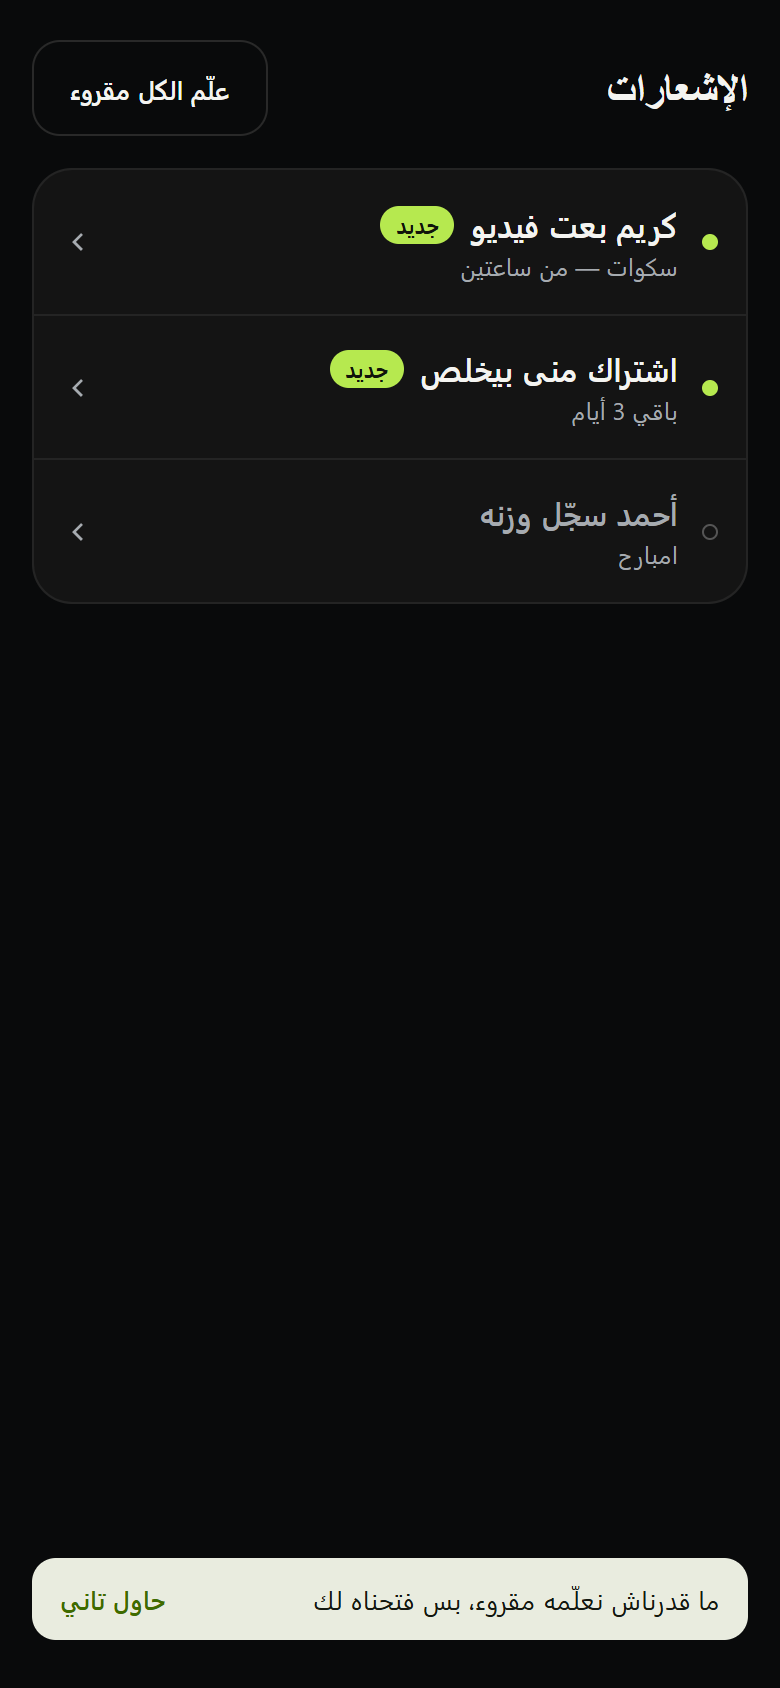 الإشعارات
علّم الكل مقروء
كريم بعت فيديو جديد
سكوات — من ساعتين
اشتراك منى بيخلص جديد
باقي 3 أيام
أحمد سجّل وزنه
امبارح
ما قدرناش نعلّمه مقروء، بس فتحناه لك
حاول تاني